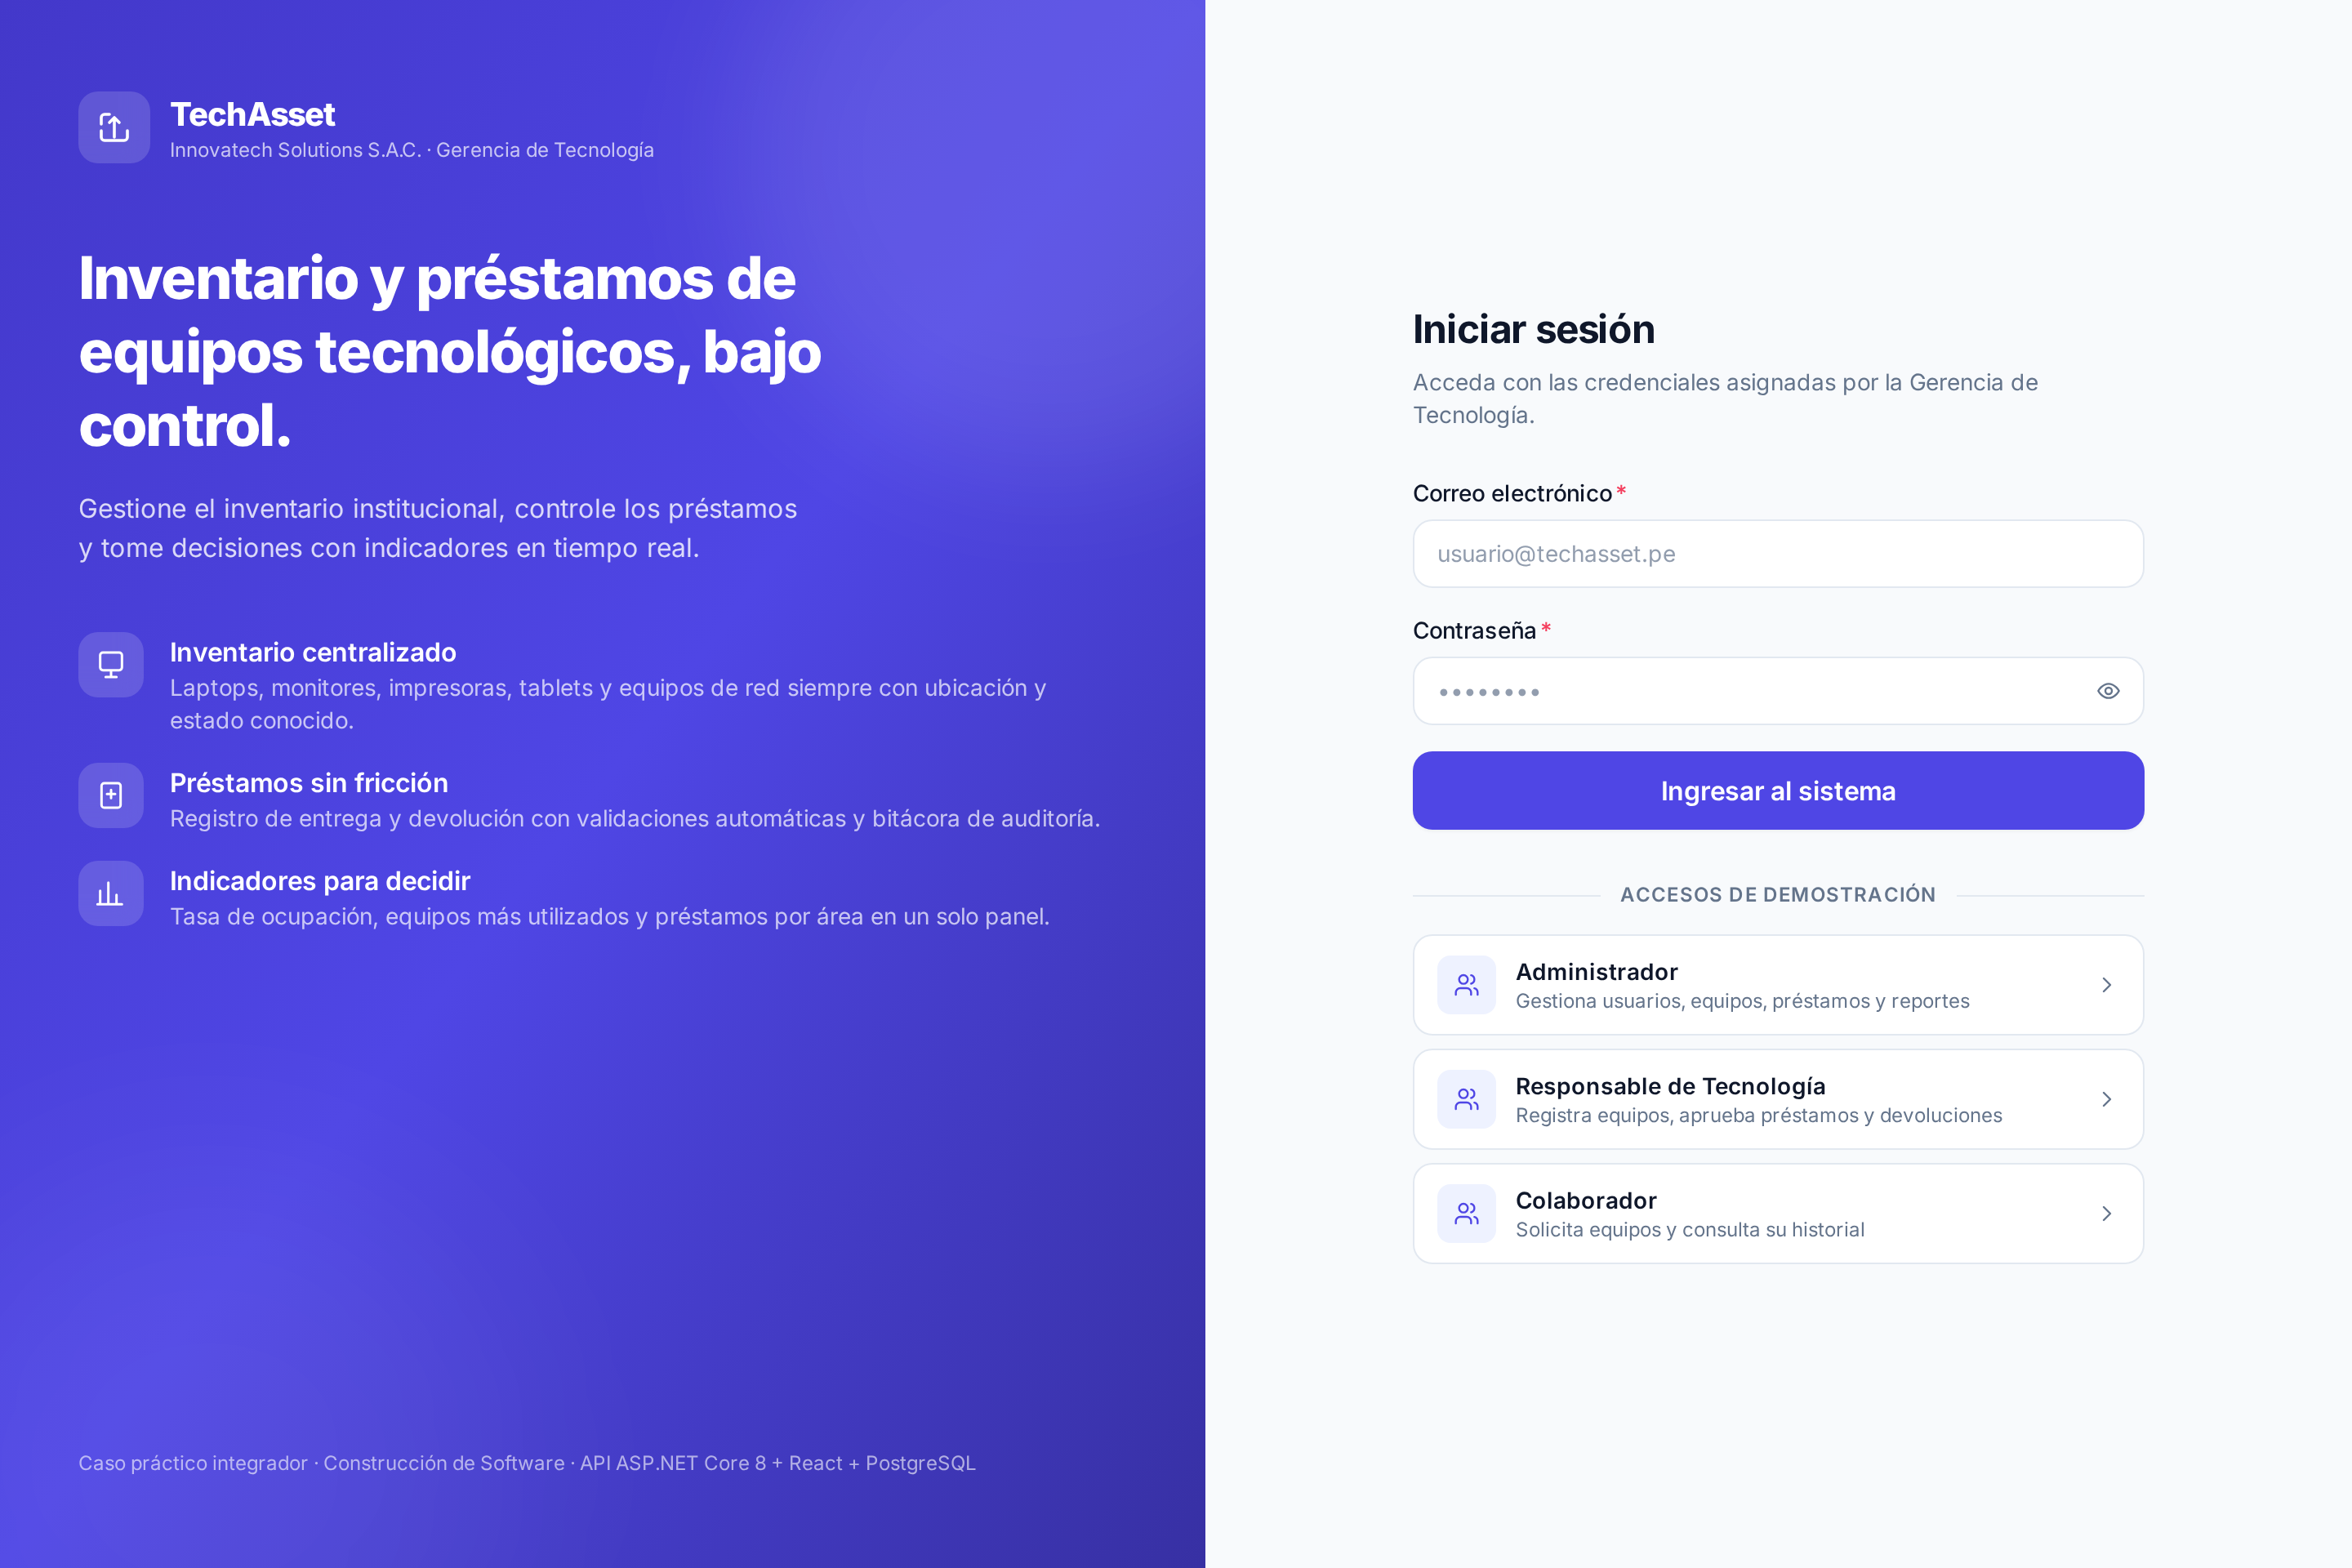 TechAsset
Innovatech Solutions S.A.C. · Gerencia de Tecnología
Inventario y préstamos de
equipos tecnológicos, bajo
control.
Gestione el inventario institucional, controle los préstamos
y tome decisiones con indicadores en tiempo real.
Inventario centralizado
Laptops, monitores, impresoras, tablets y equipos de red siempre con ubicación y
estado conocido.
Préstamos sin fricción
Registro de entrega y devolución con validaciones automáticas y bitácora de auditoría.
Indicadores para decidir
Tasa de ocupación, equipos más utilizados y préstamos por área en un solo panel.
Caso práctico integrador · Construcción de Software · API ASP.NET Core 8 + React + PostgreSQL
Iniciar sesión
Acceda con las credenciales asignadas por la Gerencia de
Tecnología.
Correo electrónico *
usuario@techasset.pe
Contraseña *
••••••••
Ingresar al sistema
ACCESOS DE DEMOSTRACIÓN
Administrador
Gestiona usuarios, equipos, préstamos y reportes
Responsable de Tecnología
Registra equipos, aprueba préstamos y devoluciones
Colaborador
Solicita equipos y consulta su historial